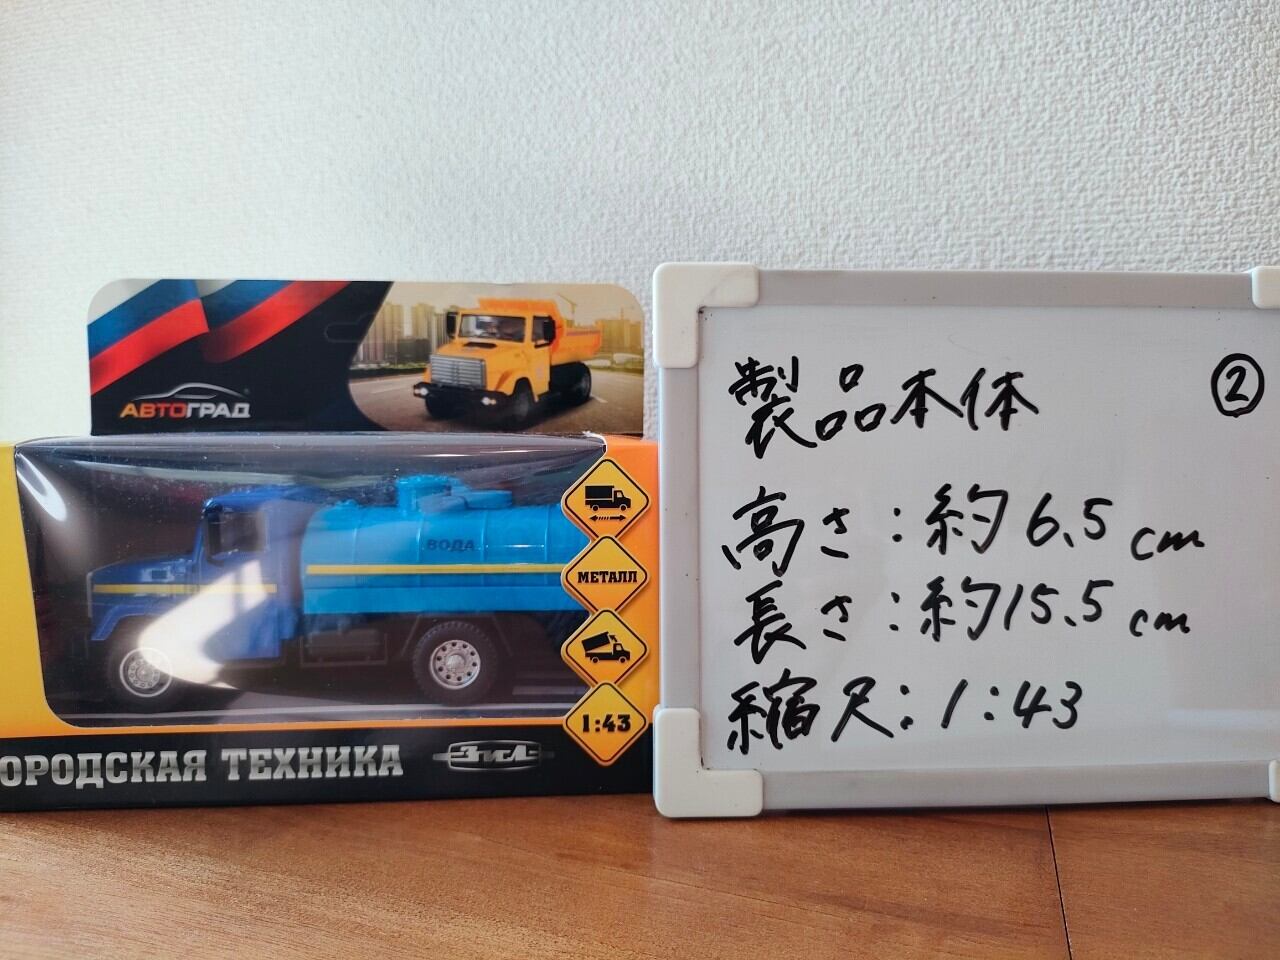 АВТОГРАД
ВОДА
МЕТАЛЛ
1:43
ОРОДСКАЯ ТЕХНИКА
ЗиЛ
製品本体
②
高さ:約6.5cm
長さ:約15.5cm
縮尺:1:43